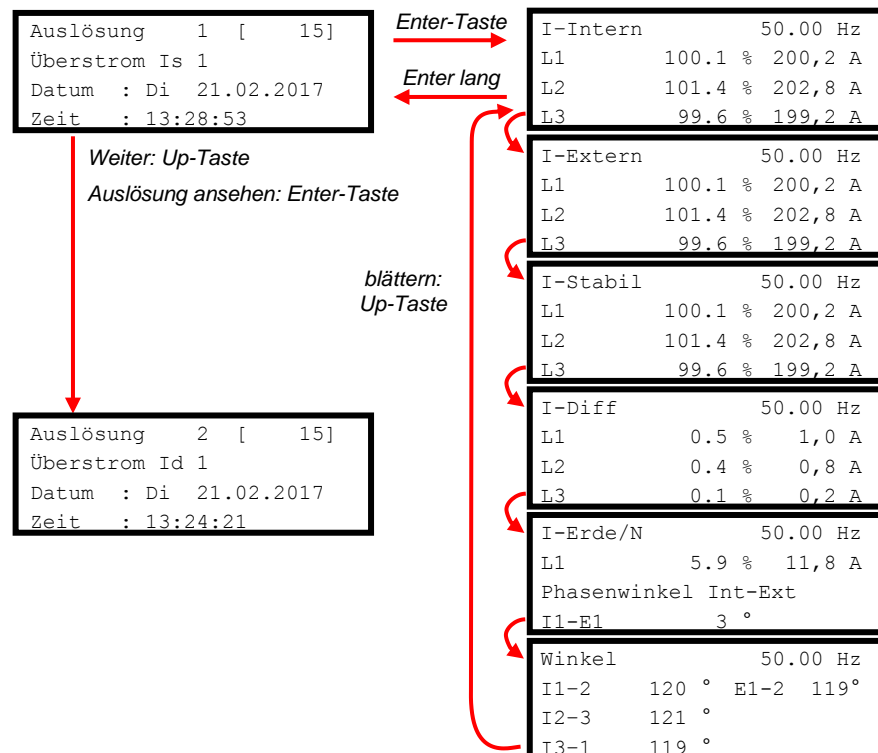 Auslösung 1 [ 15]
Überstrom Is 1
Datum : Di 21.02.2017
Zeit : 13:28:53
Enter-Taste
Enter lang
Weiter: Up-Taste
Auslösung ansehen: Enter-Taste
Auslösung 2 [ 15]
Überstrom Id 1
Datum : Di 21.02.2017
Zeit : 13:24:21
blättern:
Up-Taste
I-Intern 50.00 Hz
L1 100.1 % 200,2 A
L2 101.4 % 202,8 A
L3 99.6 % 199,2 A
I-Extern 50.00 Hz
L1 100.1 % 200,2 A
L2 101.4 % 202,8 A
L3 99.6 % 199,2 A
I-Stabil 50.00 Hz
L1 100.1 % 200,2 A
L2 101.4 % 202,8 A
L3 99.6 % 199,2 A
I-Diff 50.00 Hz
L1 0.5 % 1,0 A
L2 0.4 % 0,8 A
L3 0.1 % 0,2 A
I-Erde/N 50.00 Hz
L1 5.9 % 11,8 A
Phasenwinkel Int-Ext
I1-E1 3 °
Winkel 50.00 Hz
I1-2 120 ° E1-2 119°
I2-3 121 °
I3-1 119 °